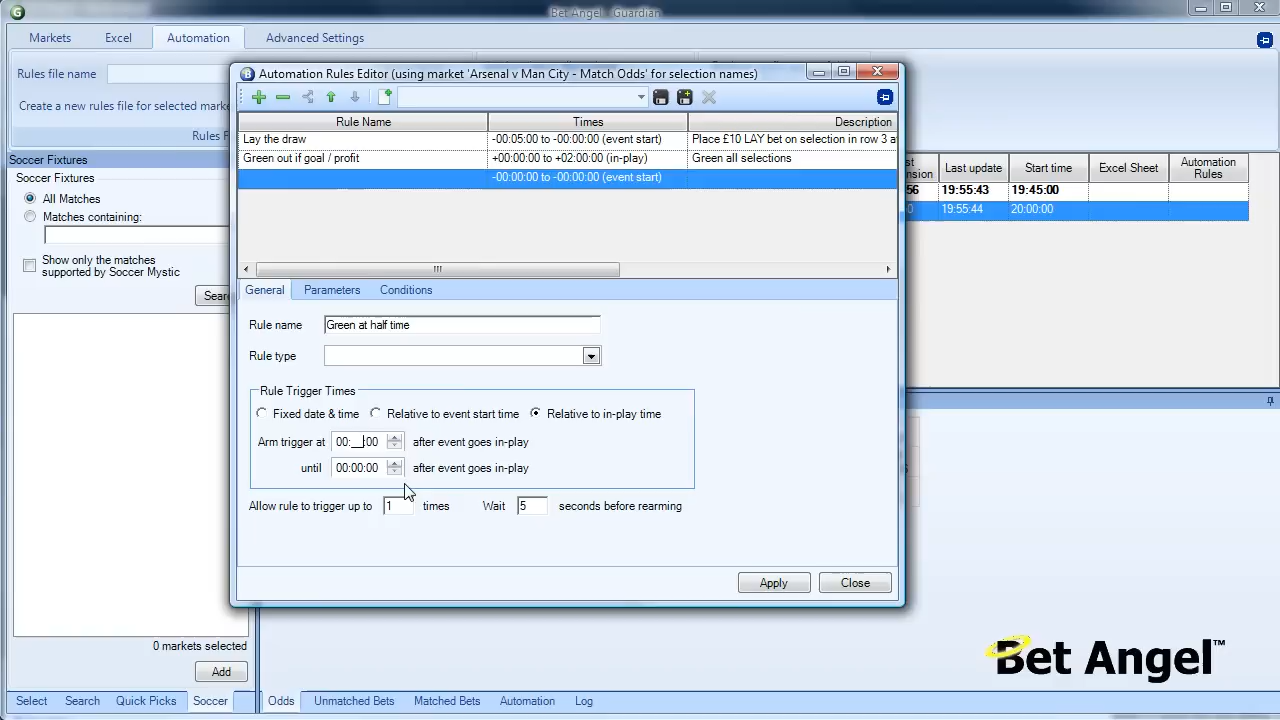 Bet Angel - Guardian
Markets Excel Automation Advanced Settings
Rules file name
Create a new rules file for selected marke
Rules F
Automation Rules Editor (using market 'Arsenal v Man City - Match Odds' for selection names)
Rule Name Times Description
Lay the draw -00:05:00 to -00:00:00 (event start) Place £10 LAY bet on selection in row 3 a
Green out if goal / profit +00:00:00 to +02:00:00 (in-play) Green all selections
-00:00:00 to -00:00:00 (event start)
Last update Start time Excel Sheet Automation Rules
19:55:43 19:45:00
19:55:44 20:00:00
Soccer Fixtures
Soccer Fixtures
All Matches
Matches containing:
Show only the matches
supported by Soccer Mystic
Sear
General Parameters Conditions
Rule name Green at half time
Rule type
Rule Trigger Times
Fixed date & time Relative to event start time Relative to in-play time
Arm trigger at 00:__:00 after event goes in-play
until 00:00:00 after event goes in-play
Allow rule to trigger up to 1 times Wait 5 seconds before rearming
Apply Close
0 markets selected
Add
Select Search Quick Picks Soccer
Odds Unmatched Bets Matched Bets Automation Log
Bet Angel™